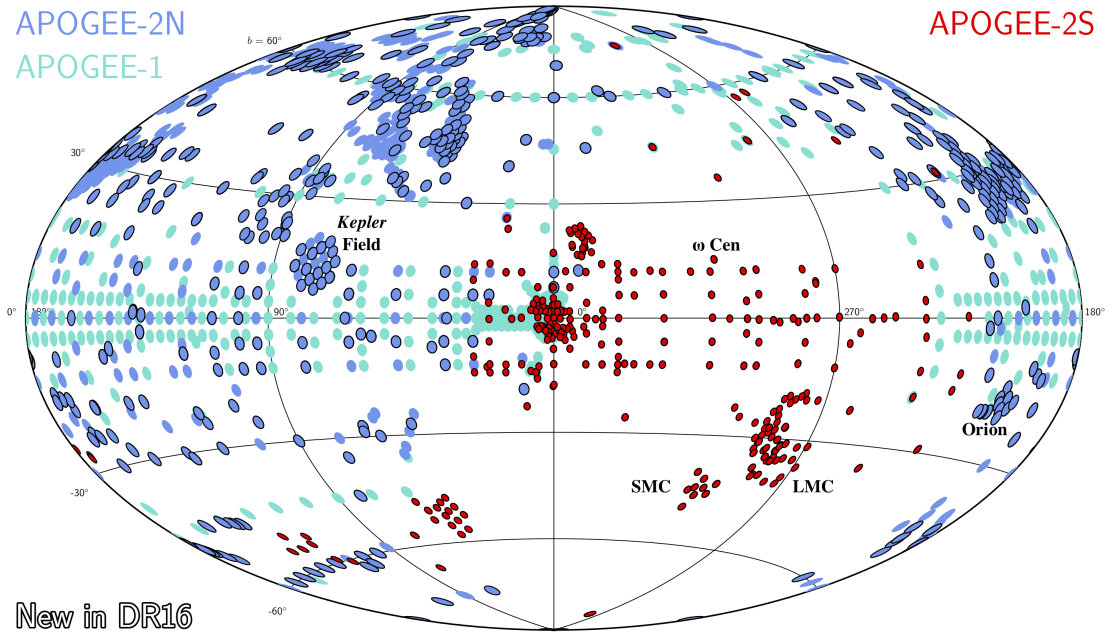 APOGEE-2N
APOGEE-2S
APOGEE-1
b = 60°
30°
Kepler
Field
ω Cen
0°
180°
90°
0°
270°
180°
Orion
SMC
LMC
-30°
-60°
New in DR16